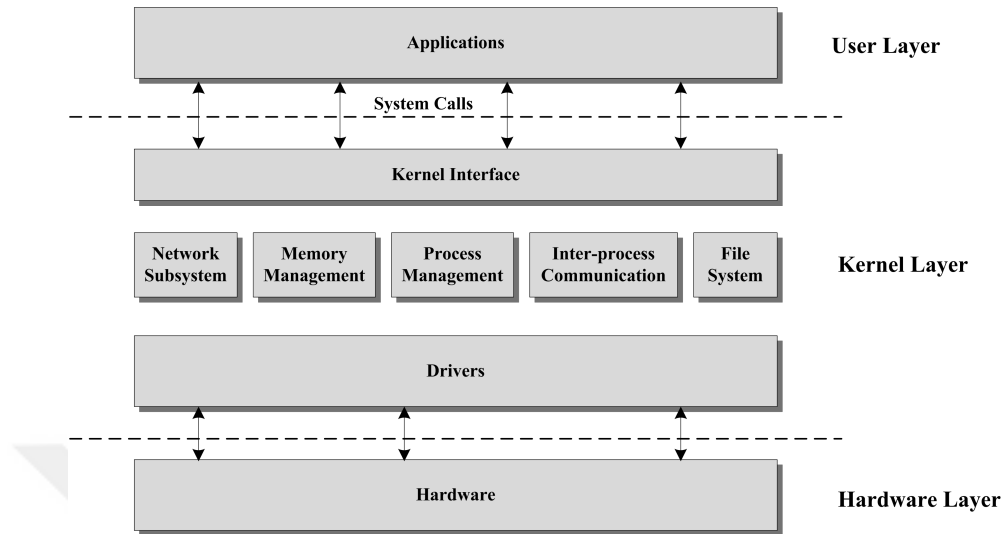 Applications
User Layer
System Calls
Kernel Interface
Network
Subsystem
Memory
Management
Process
Management
Inter-process
Communication
File
System
Kernel Layer
Drivers
Hardware
Hardware Layer